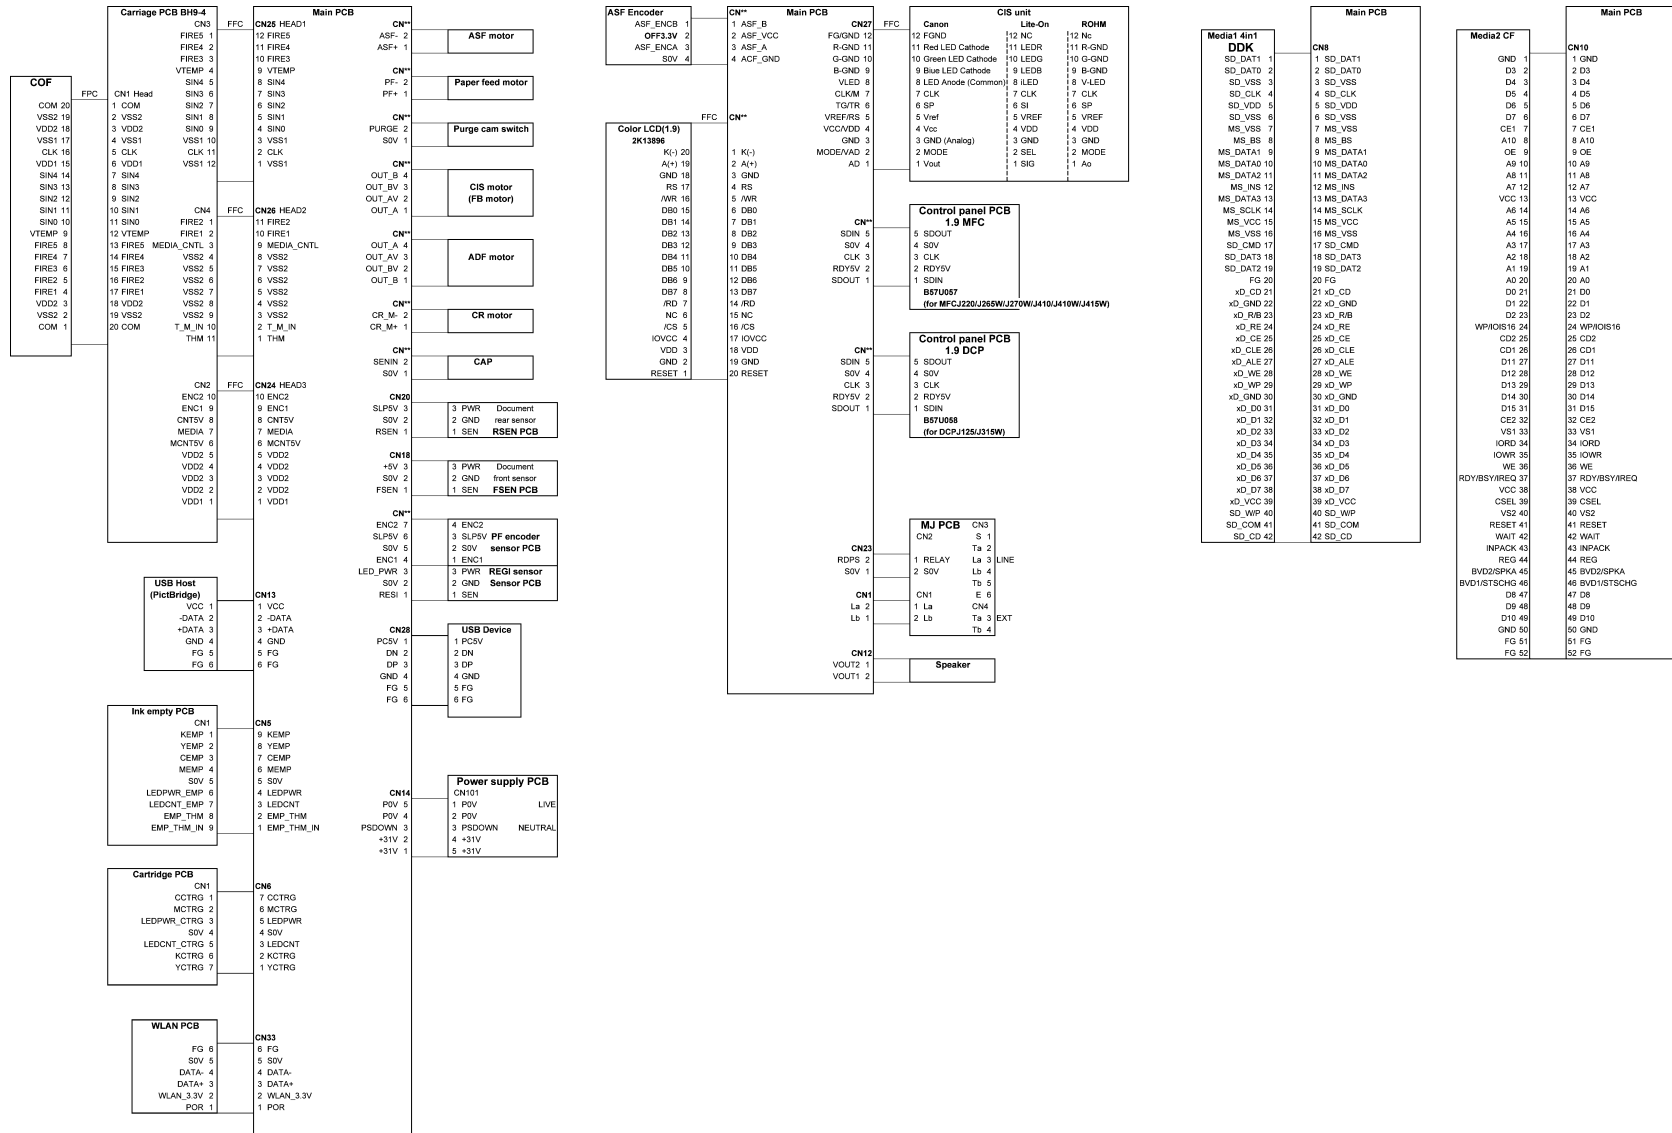 COF
COM 20
VSS2 19
VDD2 18
VSS1 17
CLK 16
VDD1 15
SIN4 14
SIN3 13
SIN2 12
SIN1 11
SIN0 10
VTEMP 9
FIRE5 8
FIRE4 7
FIRE3 6
FIRE2 5
FIRE1 4
VDD2 3
VSS2 2
COM 1
FPC
Carriage PCB BH9-4
CN1 Head
1 COM
2 VSS2
3 VDD2
4 VSS1
5 CLK
6 VDD1
7 SIN4
8 SIN3
9 SIN2
10 SIN1
11 SIN0
12 VTEMP
13 FIRE5
14 FIRE4
15 FIRE3
16 FIRE2
17 FIRE1
18 VDD2
19 VSS2
20 COM
CN3
FIRE5 1
FIRE4 2
FIRE3 3
VTEMP 4
SIN4 5
SIN3 6
SIN2 7
SIN1 8
SIN0 9
VSS1 10
CLK 11
VSS1 12
CN4
FIRE2 1
FIRE1 2
MEDIA_CNTL 3
VSS2 4
VSS2 5
VSS2 6
VSS2 7
VSS2 8
VSS2 9
T_M_IN 10
THM 11
CN2
ENC2 10
ENC1 9
CNT5V 8
MEDIA 7
MCNT5V 6
VDD2 5
VDD2 4
VDD2 3
VDD2 2
VDD1 1
FFC
FFC
FFC
Main PCB
CN25 HEAD1
12 FIRE5
11 FIRE4
10 FIRE3
9 VTEMP
8 SIN4
7 SIN3
6 SIN2
5 SIN1
4 SIN0
3 VSS1
2 CLK
1 VSS1
CN26 HEAD2
11 FIRE2
10 FIRE1
9 MEDIA_CNTL
8 VSS2
7 VSS2
6 VSS2
5 VSS2
4 VSS2
3 VSS2
2 T_M_IN
1 THM
CN24 HEAD3
10 ENC2
9 ENC1
8 CNT5V
7 MEDIA
6 MCNT5V
5 VDD2
4 VDD2
3 VDD2
2 VDD2
1 VDD1
USB Host
(PictBridge)
VCC 1
-DATA 2
+DATA 3
GND 4
FG 5
FG 6
CN13
1 VCC
2 -DATA
3 +DATA
4 GND
5 FG
6 FG
Ink empty PCB
CN1
KEMP 1
YEMP 2
CEMP 3
MEMP 4
S0V 5
LEDPWR_EMP 6
LEDCNT_EMP 7
EMP_THM 8
EMP_THM_IN 9
CN5
9 KEMP
8 YEMP
7 CEMP
6 MEMP
5 S0V
4 LEDPWR
3 LEDCNT
2 EMP_THM
1 EMP_THM_IN
Cartridge PCB
CN1
CCTRG 1
MCTRG 2
LEDPWR_CTRG 3
S0V 4
LEDCNT_CTRG 5
KCTRG 6
YCTRG 7
CN6
7 CCTRG
6 MCTRG
5 LEDPWR
4 S0V
3 LEDCNT
2 KCTRG
1 YCTRG
WLAN PCB
FG 6
S0V 5
DATA- 4
DATA+ 3
WLAN_3.3V 2
POR 1
CN33
6 FG
5 S0V
4 DATA-
3 DATA+
2 WLAN_3.3V
1 POR
CN**
ASF- 2
ASF+ 1
ASF motor
CN**
PF- 2
PF+ 1
Paper feed motor
CN**
PURGE 2
S0V 1
Purge cam switch
CN**
OUT_B 4
OUT_BV 3
OUT_AV 2
OUT_A 1
CIS motor
(FB motor)
CN**
OUT_A 4
OUT_AV 3
OUT_BV 2
OUT_B 1
ADF motor
CN**
CR_M- 2
CR_M+ 1
CR motor
CN**
SENIN 2
S0V 1
CAP
CN20
SLP5V 3
S0V 2
RSEN 1
3 PWR Document
2 GND rear sensor
1 SEN RSEN PCB
CN18
+5V 3
S0V 2
FSEN 1
3 PWR Document
2 GND front sensor
1 SEN FSEN PCB
CN**
ENC2 7
SLP5V 6
S0V 5
ENC1 4
LED_PWR 3
S0V 2
RESI 1
4 ENC2
3 SLP5V PF encoder
2 S0V sensor PCB
1 ENC1
3 PWR REGI sensor
2 GND Sensor PCB
1 SEN
CN28
PC5V 1
DN 2
DP 3
GND 4
FG 5
FG 6
USB Device
1 PC5V
2 DN
3 DP
4 GND
5 FG
6 FG
CN14
P0V 5
P0V 4
PSDOWN 3
+31V 2
+31V 1
Power supply PCB
CN101
1 P0V LIVE
2 P0V
3 PSDOWN NEUTRAL
4 +31V
5 +31V
ASF Encoder
ASF_ENCB 1
OFF3.3V 2
ASF_ENCA 3
S0V 4
CN** Main PCB
1 ASF_B
2 ASF_VCC
3 ASF_A
4 ACF_GND
Color LCD(1.9)
2K13896
K(-) 20
A(+) 19
GND 18
RS 17
/WR 16
DB0 15
DB1 14
DB2 13
DB3 12
DB4 11
DB5 10
DB6 9
DB7 8
/RD 7
NC 6
/CS 5
IOVCC 4
VDD 3
GND 2
RESET 1
FFC
CN**
1 K(-)
2 A(+)
3 GND
4 RS
5 /WR
6 DB0
7 DB1
8 DB2
9 DB3
10 DB4
11 DB5
12 DB6
13 DB7
14 /RD
15 NC
16 /CS
17 IOVCC
18 VDD
19 GND
20 RESET
CN27
FG/GND 12
R-GND 11
G-GND 10
B-GND 9
VLED 8
CLK/M 7
TG/TR 6
VREF/RS 5
VCC/VDD 4
GND 3
MODE/VAD 2
AD 1
FFC
CIS unit
Canon Lite-On ROHM
12 FGND 12 NC 12 Nc
11 Red LED Cathode 11 LEDR 11 R-GND
10 Green LED Cathode 10 LEDG 10 G-GND
9 Blue LED Cathode 9 LEDB 9 B-GND
8 LED Anode (Common) 8 iLED 8 V-LED
7 CLK 7 CLK 7 CLK
6 SP 6 SI 6 SP
5 Vref 5 VREF 5 VREF
4 Vcc 4 VDD 4 VDD
3 GND (Analog) 3 GND 3 GND
2 MODE 2 SEL 2 MODE
1 Vout 1 SIG 1 Ao
CN**
SDIN 5
S0V 4
CLK 3
RDY5V 2
SDOUT 1
Control panel PCB
1.9 MFC
5 SDOUT
4 S0V
3 CLK
2 RDY5V
1 SDIN
B57U057
(for MFCJ220/J265W/J270W/J410/J410W/J415W)
CN**
SDIN 5
S0V 4
CLK 3
RDY5V 2
SDOUT 1
Control panel PCB
1.9 DCP
5 SDOUT
4 S0V
3 CLK
2 RDY5V
1 SDIN
B57U058
(for DCPJ125/J315W)
CN23
RDPS 2
S0V 1
CN1
La 2
Lb 1
MJ PCB CN3
CN2 S 1
Ta 2
1 RELAY La 3 LINE
2 S0V Lb 4
Tb 5
CN1 E 6
1 La CN4
2 Lb Ta 3 EXT
Tb 4
CN12
VOUT2 1
VOUT1 2
Speaker
Media1 4in1
DDK
SD_DAT1 1
SD_DAT0 2
SD_VSS 3
SD_CLK 4
SD_VDD 5
SD_VSS 6
MS_VSS 7
MS_BS 8
MS_DATA1 9
MS_DATA0 10
MS_DATA2 11
MS_INS 12
MS_DATA3 13
MS_SCLK 14
MS_VCC 15
MS_VSS 16
SD_CMD 17
SD_DAT3 18
SD_DAT2 19
FG 20
xD_CD 21
xD_GND 22
xD_R/B 23
xD_RE 24
xD_CE 25
xD_CLE 26
xD_ALE 27
xD_WE 28
xD_WP 29
xD_GND 30
xD_D0 31
xD_D1 32
xD_D2 33
xD_D3 34
xD_D4 35
xD_D5 36
xD_D6 37
xD_D7 38
xD_VCC 39
SD_W/P 40
SD_COM 41
SD_CD 42
Main PCB
CN8
1 SD_DAT1
2 SD_DAT0
3 SD_VSS
4 SD_CLK
5 SD_VDD
6 SD_VSS
7 MS_VSS
8 MS_BS
9 MS_DATA1
10 MS_DATA0
11 MS_DATA2
12 MS_INS
13 MS_DATA3
14 MS_SCLK
15 MS_VCC
16 MS_VSS
17 SD_CMD
18 SD_DAT3
19 SD_DAT2
20 FG
21 xD_CD
22 xD_GND
23 xD_R/B
24 xD_RE
25 xD_CE
26 xD_CLE
27 xD_ALE
28 xD_WE
29 xD_WP
30 xD_GND
31 xD_D0
32 xD_D1
33 xD_D2
34 xD_D3
35 xD_D4
36 xD_D5
37 xD_D6
38 xD_D7
39 xD_VCC
40 SD_W/P
41 SD_COM
42 SD_CD
Media2 CF
GND 1
D3 2
D4 3
D5 4
D6 5
D7 6
CE1 7
A10 8
OE 9
A9 10
A8 11
A7 12
VCC 13
A6 14
A5 15
A4 16
A3 17
A2 18
A1 19
A0 20
D0 21
D1 22
D2 23
WP/IOIS16 24
CD2 25
CD1 26
D11 27
D12 28
D13 29
D14 30
D15 31
CE2 32
VS1 33
IORD 34
IOWR 35
WE 36
RDY/BSY/IREQ 37
VCC 38
CSEL 39
VS2 40
RESET 41
WAIT 42
INPACK 43
REG 44
BVD2/SPKA 45
BVD1/STSCHG 46
D8 47
D9 48
D10 49
GND 50
FG 51
FG 52
Main PCB
CN10
1 GND
2 D3
3 D4
4 D5
5 D6
6 D7
7 CE1
8 A10
9 OE
10 A9
11 A8
12 A7
13 VCC
14 A6
15 A5
16 A4
17 A3
18 A2
19 A1
20 A0
21 D0
22 D1
23 D2
24 WP/IOIS16
25 CD2
26 CD1
27 D11
28 D12
29 D13
30 D14
31 D15
32 CE2
33 VS1
34 IORD
35 IOWR
36 WE
37 RDY/BSY/IREQ
38 VCC
39 CSEL
40 VS2
41 RESET
42 WAIT
43 INPACK
44 REG
45 BVD2/SPKA
46 BVD1/STSCHG
47 D8
48 D9
49 D10
50 GND
51 FG
52 FG